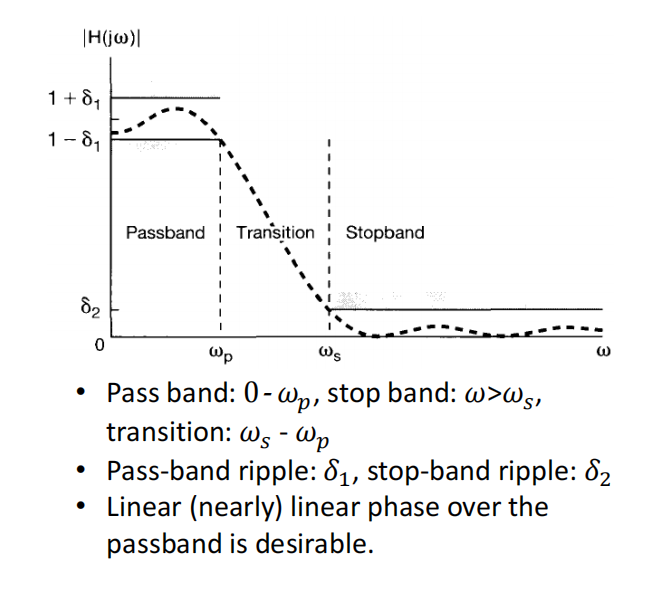 |H(jω)|
1 + δ₁
1 − δ₁
Passband
Transition
Stopband
δ₂
0
ωp
ωs
ω
• Pass band: 0 - ωₚ, stop band: ω>ωₛ,
transition: ωₛ - ωₚ
• Pass-band ripple: δ₁, stop-band ripple: δ₂
• Linear (nearly) linear phase over the
passband is desirable.